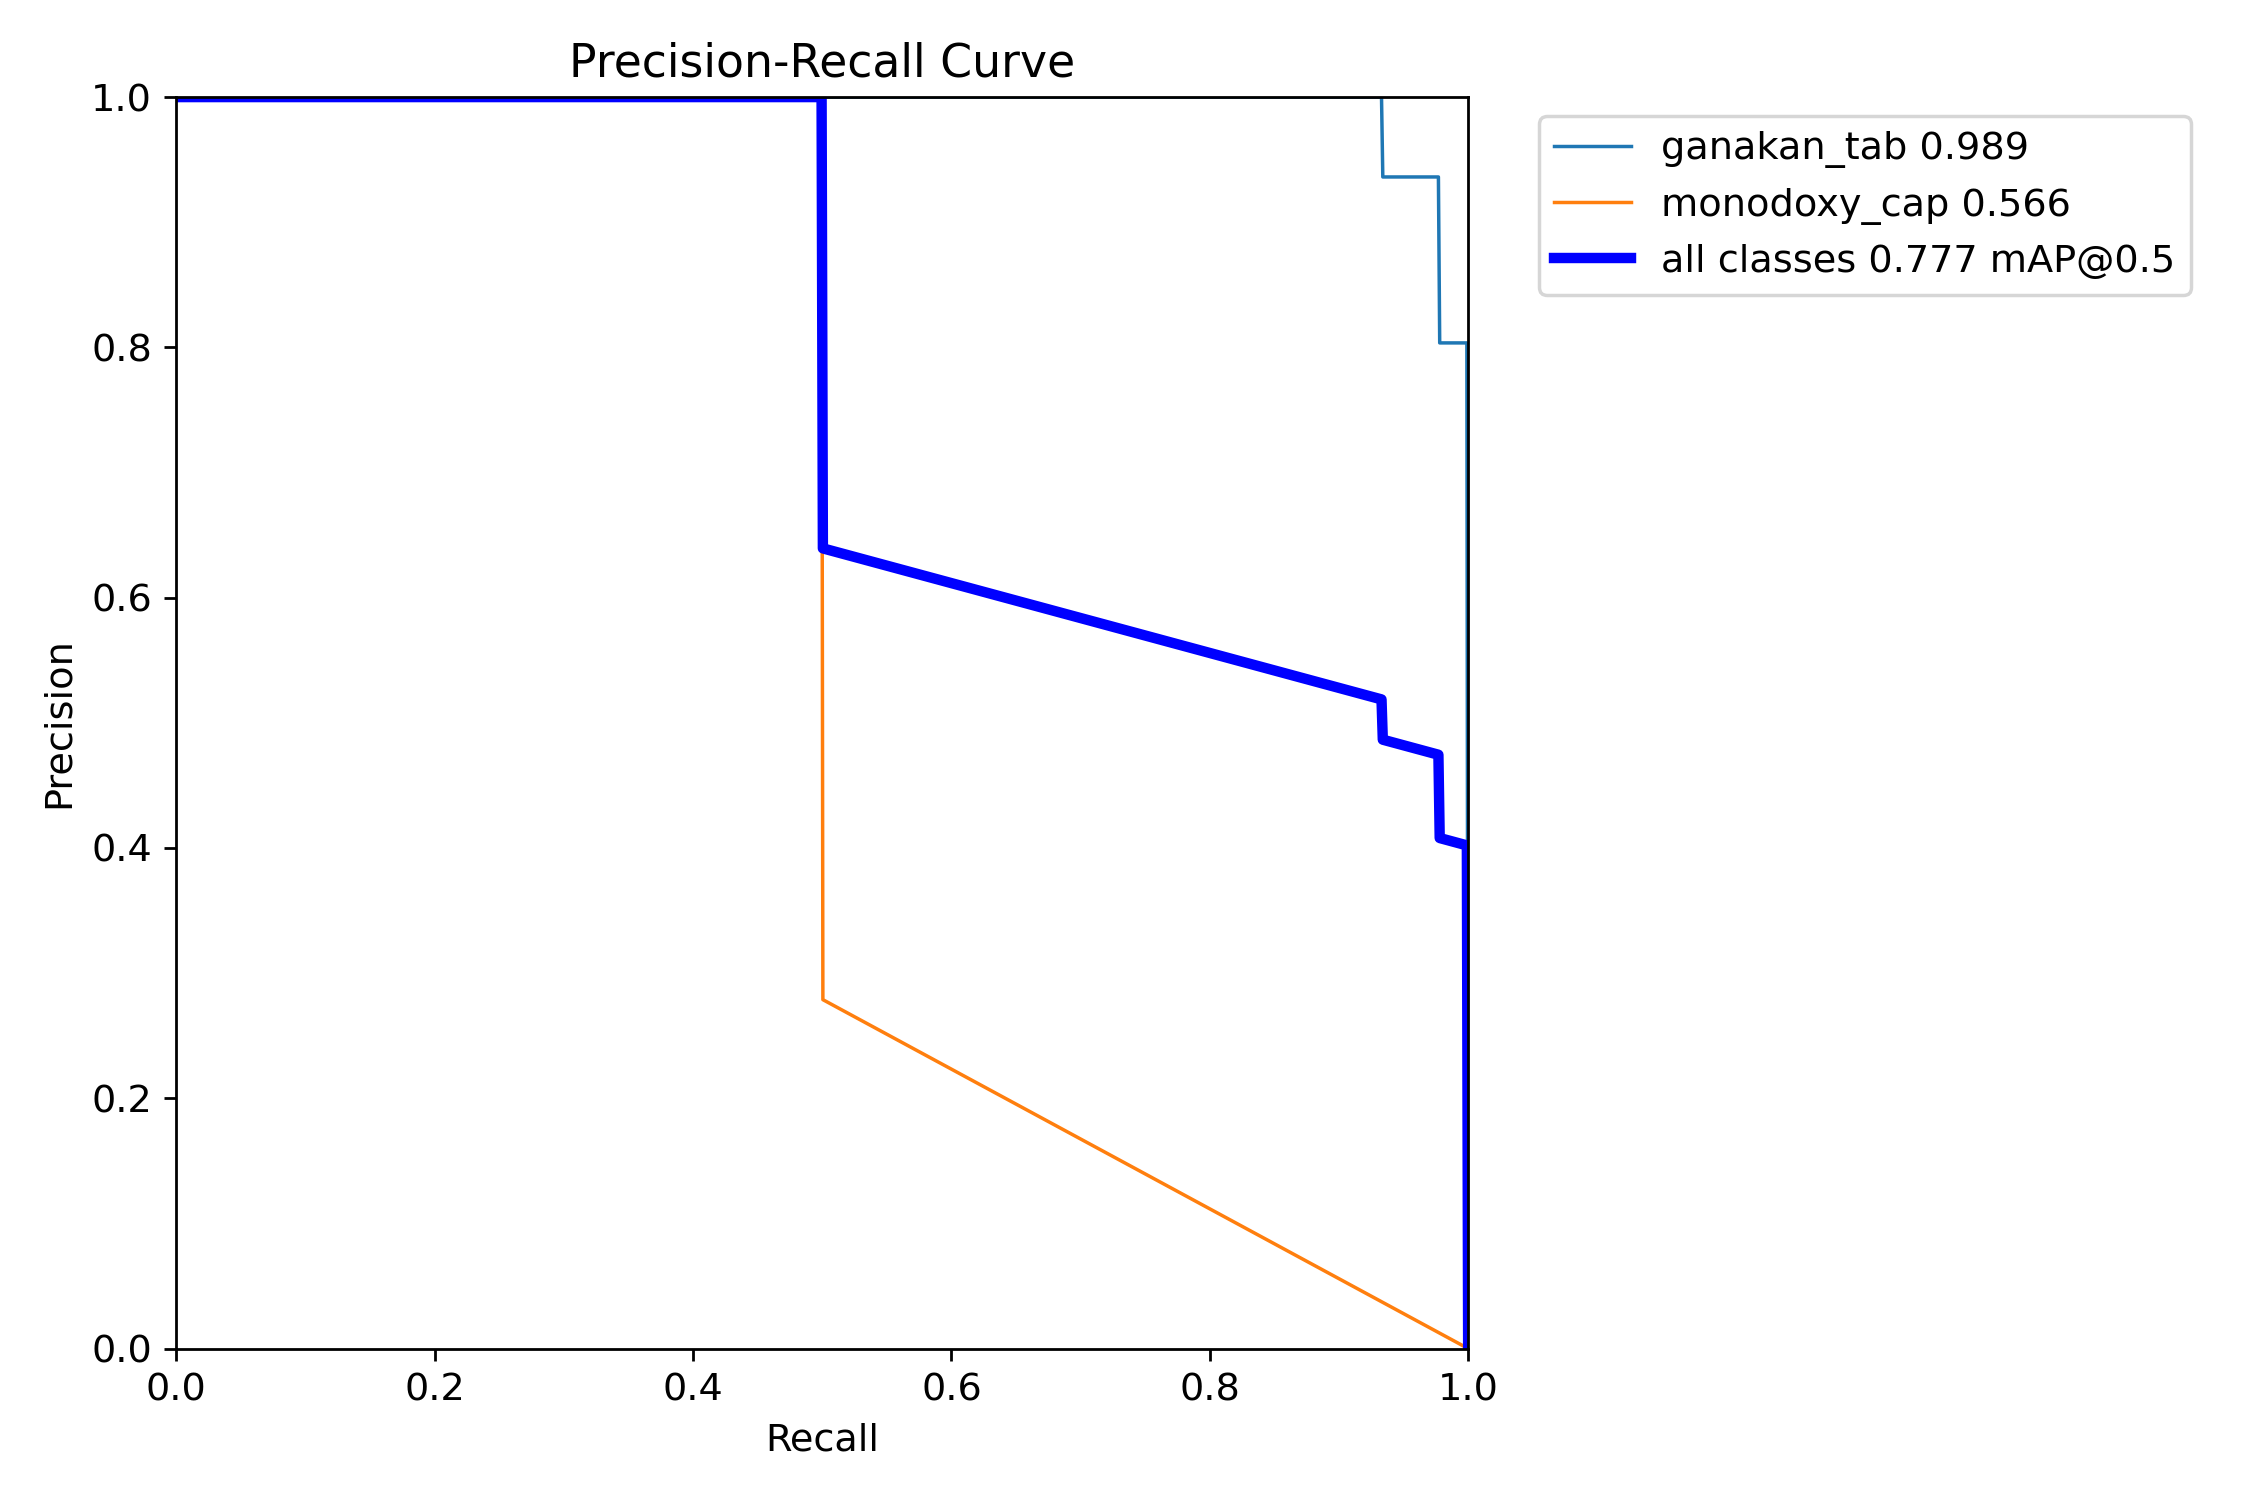 Precision-Recall Curve
ganakan_tab 0.989
monodoxy_cap 0.566
all classes 0.777 mAP@0.5
1.0
0.8
0.6
0.4
0.2
0.0
Precision
0.0 0.2 0.4 0.6 0.8 1.0
Recall